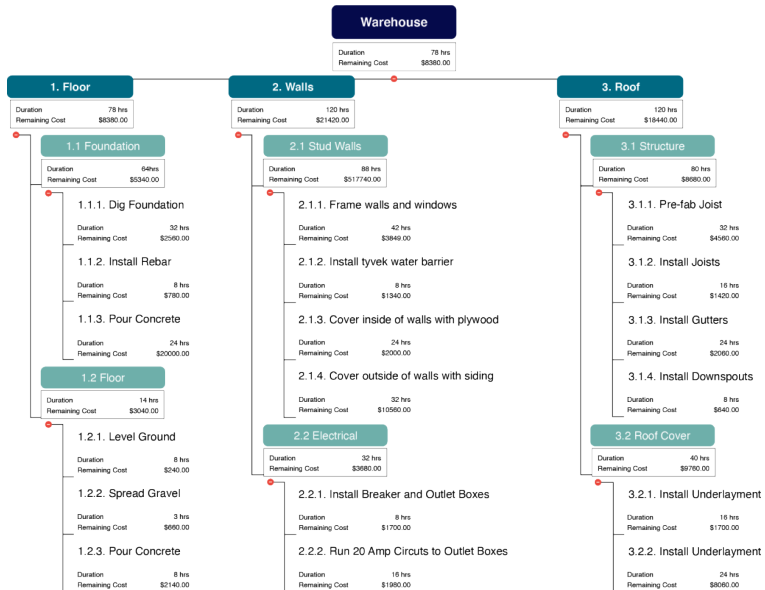 Warehouse
Duration 78 hrs
Remaining Cost $8380.00
1. Floor
Duration 78 hrs
Remaining Cost $8380.00
1.1 Foundation
Duration 64hrs
Remaining Cost $5340.00
1.1.1. Dig Foundation
Duration 32 hrs
Remaining Cost $2560.00
1.1.2. Install Rebar
Duration 8 hrs
Remaining Cost $780.00
1.1.3. Pour Concrete
Duration 24 hrs
Remaining Cost $20000.00
1.2 Floor
Duration 14 hrs
Remaining Cost $3040.00
1.2.1. Level Ground
Duration 8 hrs
Remaining Cost $240.00
1.2.2. Spread Gravel
Duration 3 hrs
Remaining Cost $660.00
1.2.3. Pour Concrete
Duration 8 hrs
Remaining Cost $2140.00
2. Walls
Duration 120 hrs
Remaining Cost $21420.00
2.1 Stud Walls
Duration 88 hrs
Remaining Cost $517740.00
2.1.1. Frame walls and windows
Duration 42 hrs
Remaining Cost $3849.00
2.1.2. Install tyvek water barrier
Duration 8 hrs
Remaining Cost $1340.00
2.1.3. Cover inside of walls with plywood
Duration 24 hrs
Remaining Cost $2000.00
2.1.4. Cover outside of walls with siding
Duration 32 hrs
Remaining Cost $10560.00
2.2 Electrical
Duration 32 hrs
Remaining Cost $3680.00
2.2.1. Install Breaker and Outlet Boxes
Duration 8 hrs
Remaining Cost $1700.00
2.2.2. Run 20 Amp Circuts to Outlet Boxes
Duration 16 hrs
Remaining Cost $1980.00
3. Roof
Duration 120 hrs
Remaining Cost $18440.00
3.1 Structure
Duration 80 hrs
Remaining Cost $8680.00
3.1.1. Pre-fab Joist
Duration 32 hrs
Remaining Cost $4560.00
3.1.2. Install Joists
Duration 16 hrs
Remaining Cost $1420.00
3.1.3. Install Gutters
Duration 24 hrs
Remaining Cost $2060.00
3.1.4. Install Downspouts
Duration 8 hrs
Remaining Cost $640.00
3.2 Roof Cover
Duration 40 hrs
Remaining Cost $9760.00
3.2.1. Install Underlayment
Duration 16 hrs
Remaining Cost $1700.00
3.2.2. Install Underlayment
Duration 24 hrs
Remaining Cost $8060.00